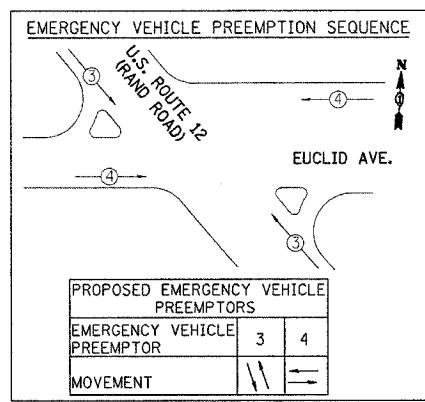 EMERGENCY VEHICLE PREEMPTION SEQUENCE
3
U.S. ROUTE 12
(RAND ROAD)
N
4
EUCLID AVE.
4
3
PROPOSED EMERGENCY VEHICLE
PREEMPTORS
EMERGENCY VEHICLE
PREEMPTOR 3 4
MOVEMENT